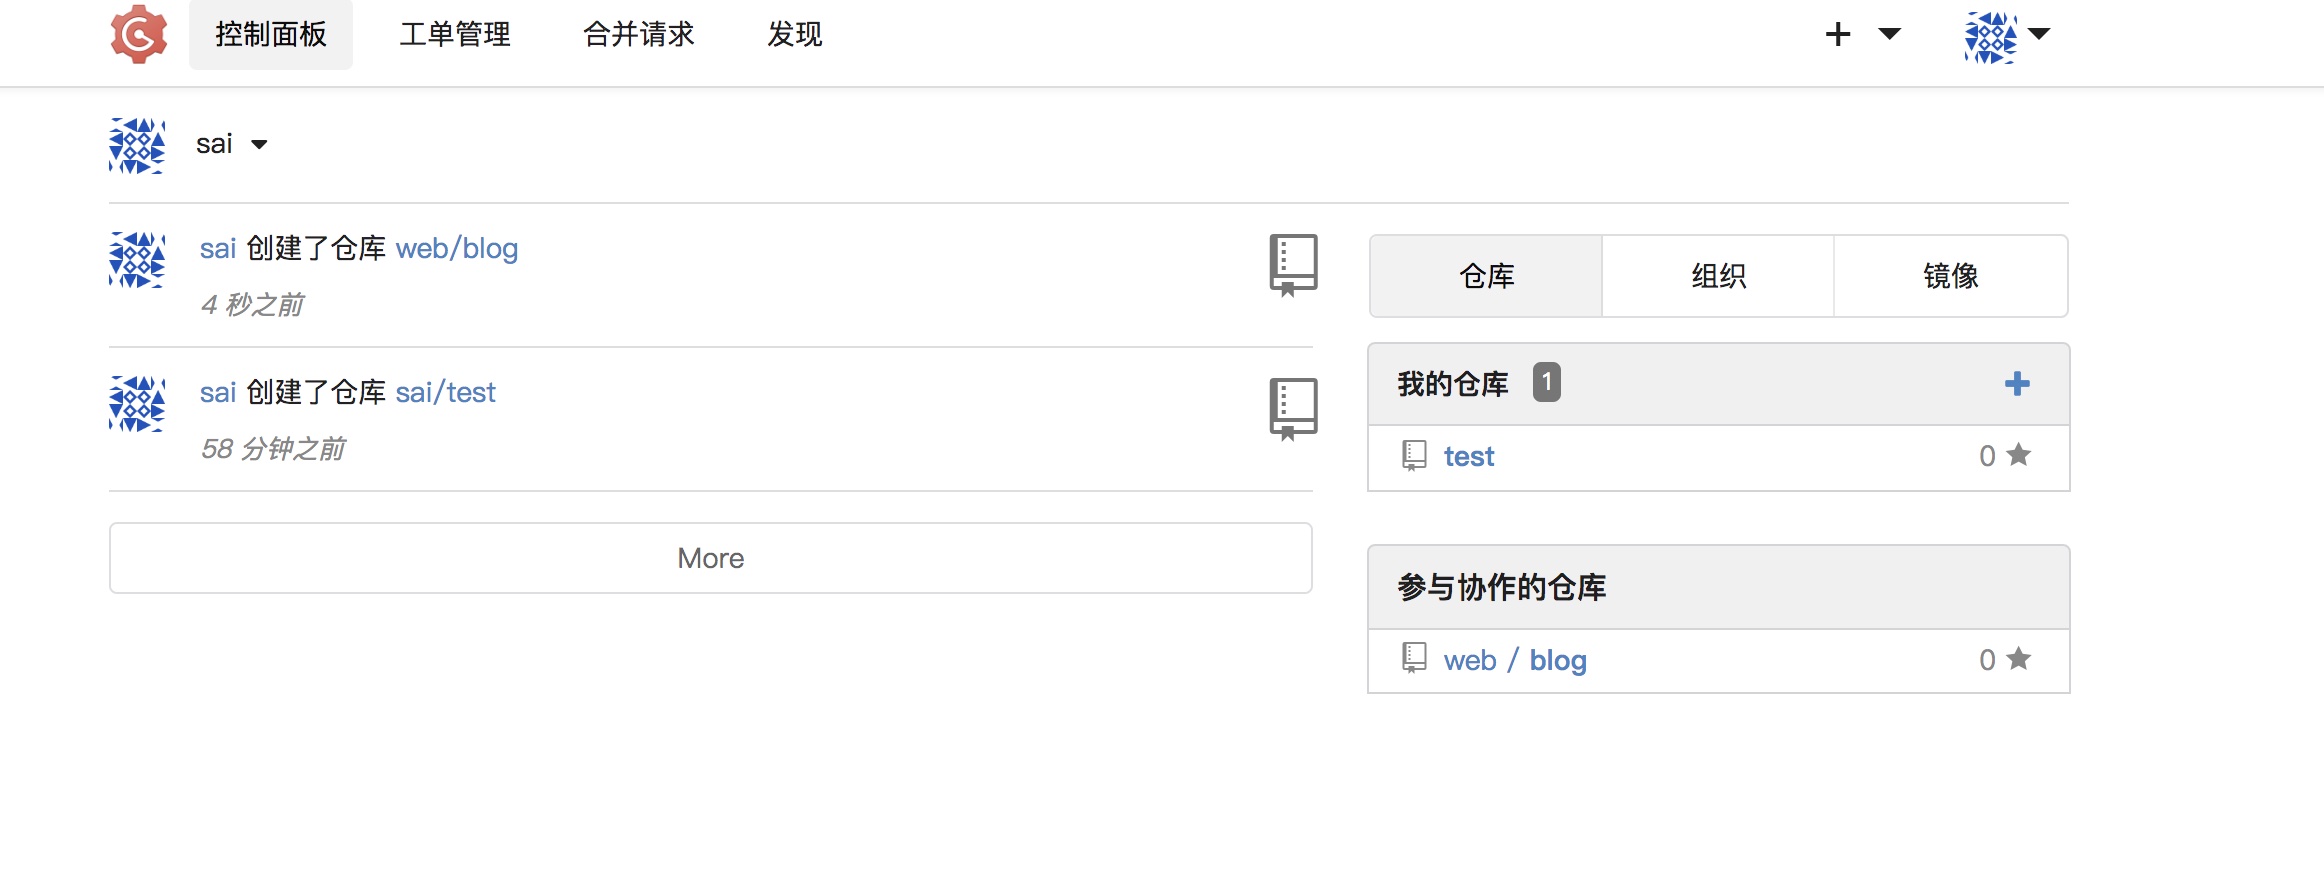 控制面板 工单管理 合并请求 发现
sai
sai 创建了仓库 web/blog
4 秒之前
sai 创建了仓库 sai/test
58 分钟之前
More
仓库 组织 镜像
我的仓库 1
test 0
参与协作的仓库
web / blog 0